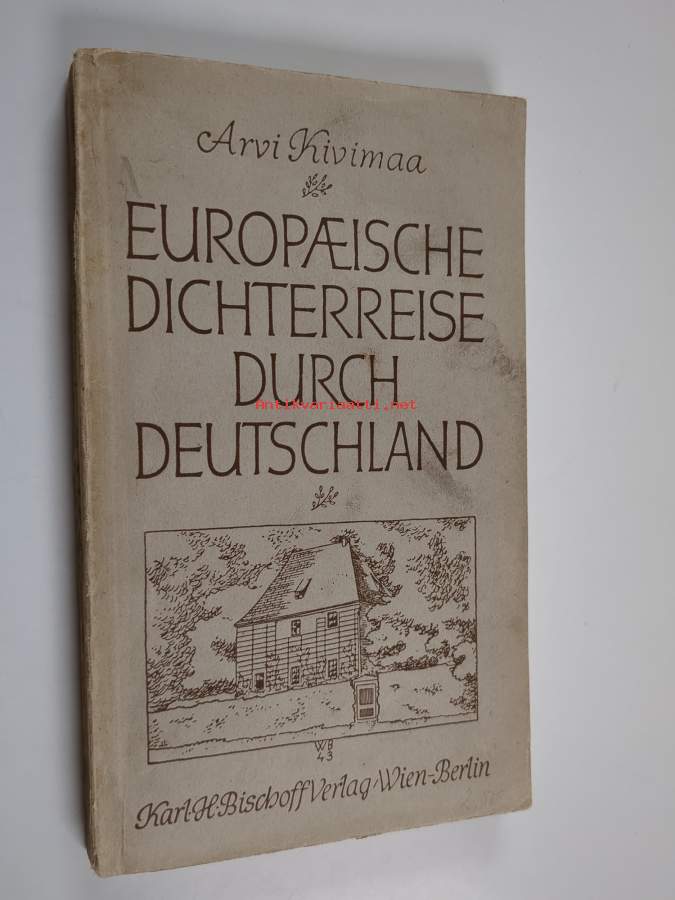 Arvi Kivimaa
EUROPÆISCHE
DICHTERREISE
DURCH
Antikvariaatti.net
DEUTSCHLAND
WB
43
Karl·H·Bischoff Verlag / Wien-Berlin